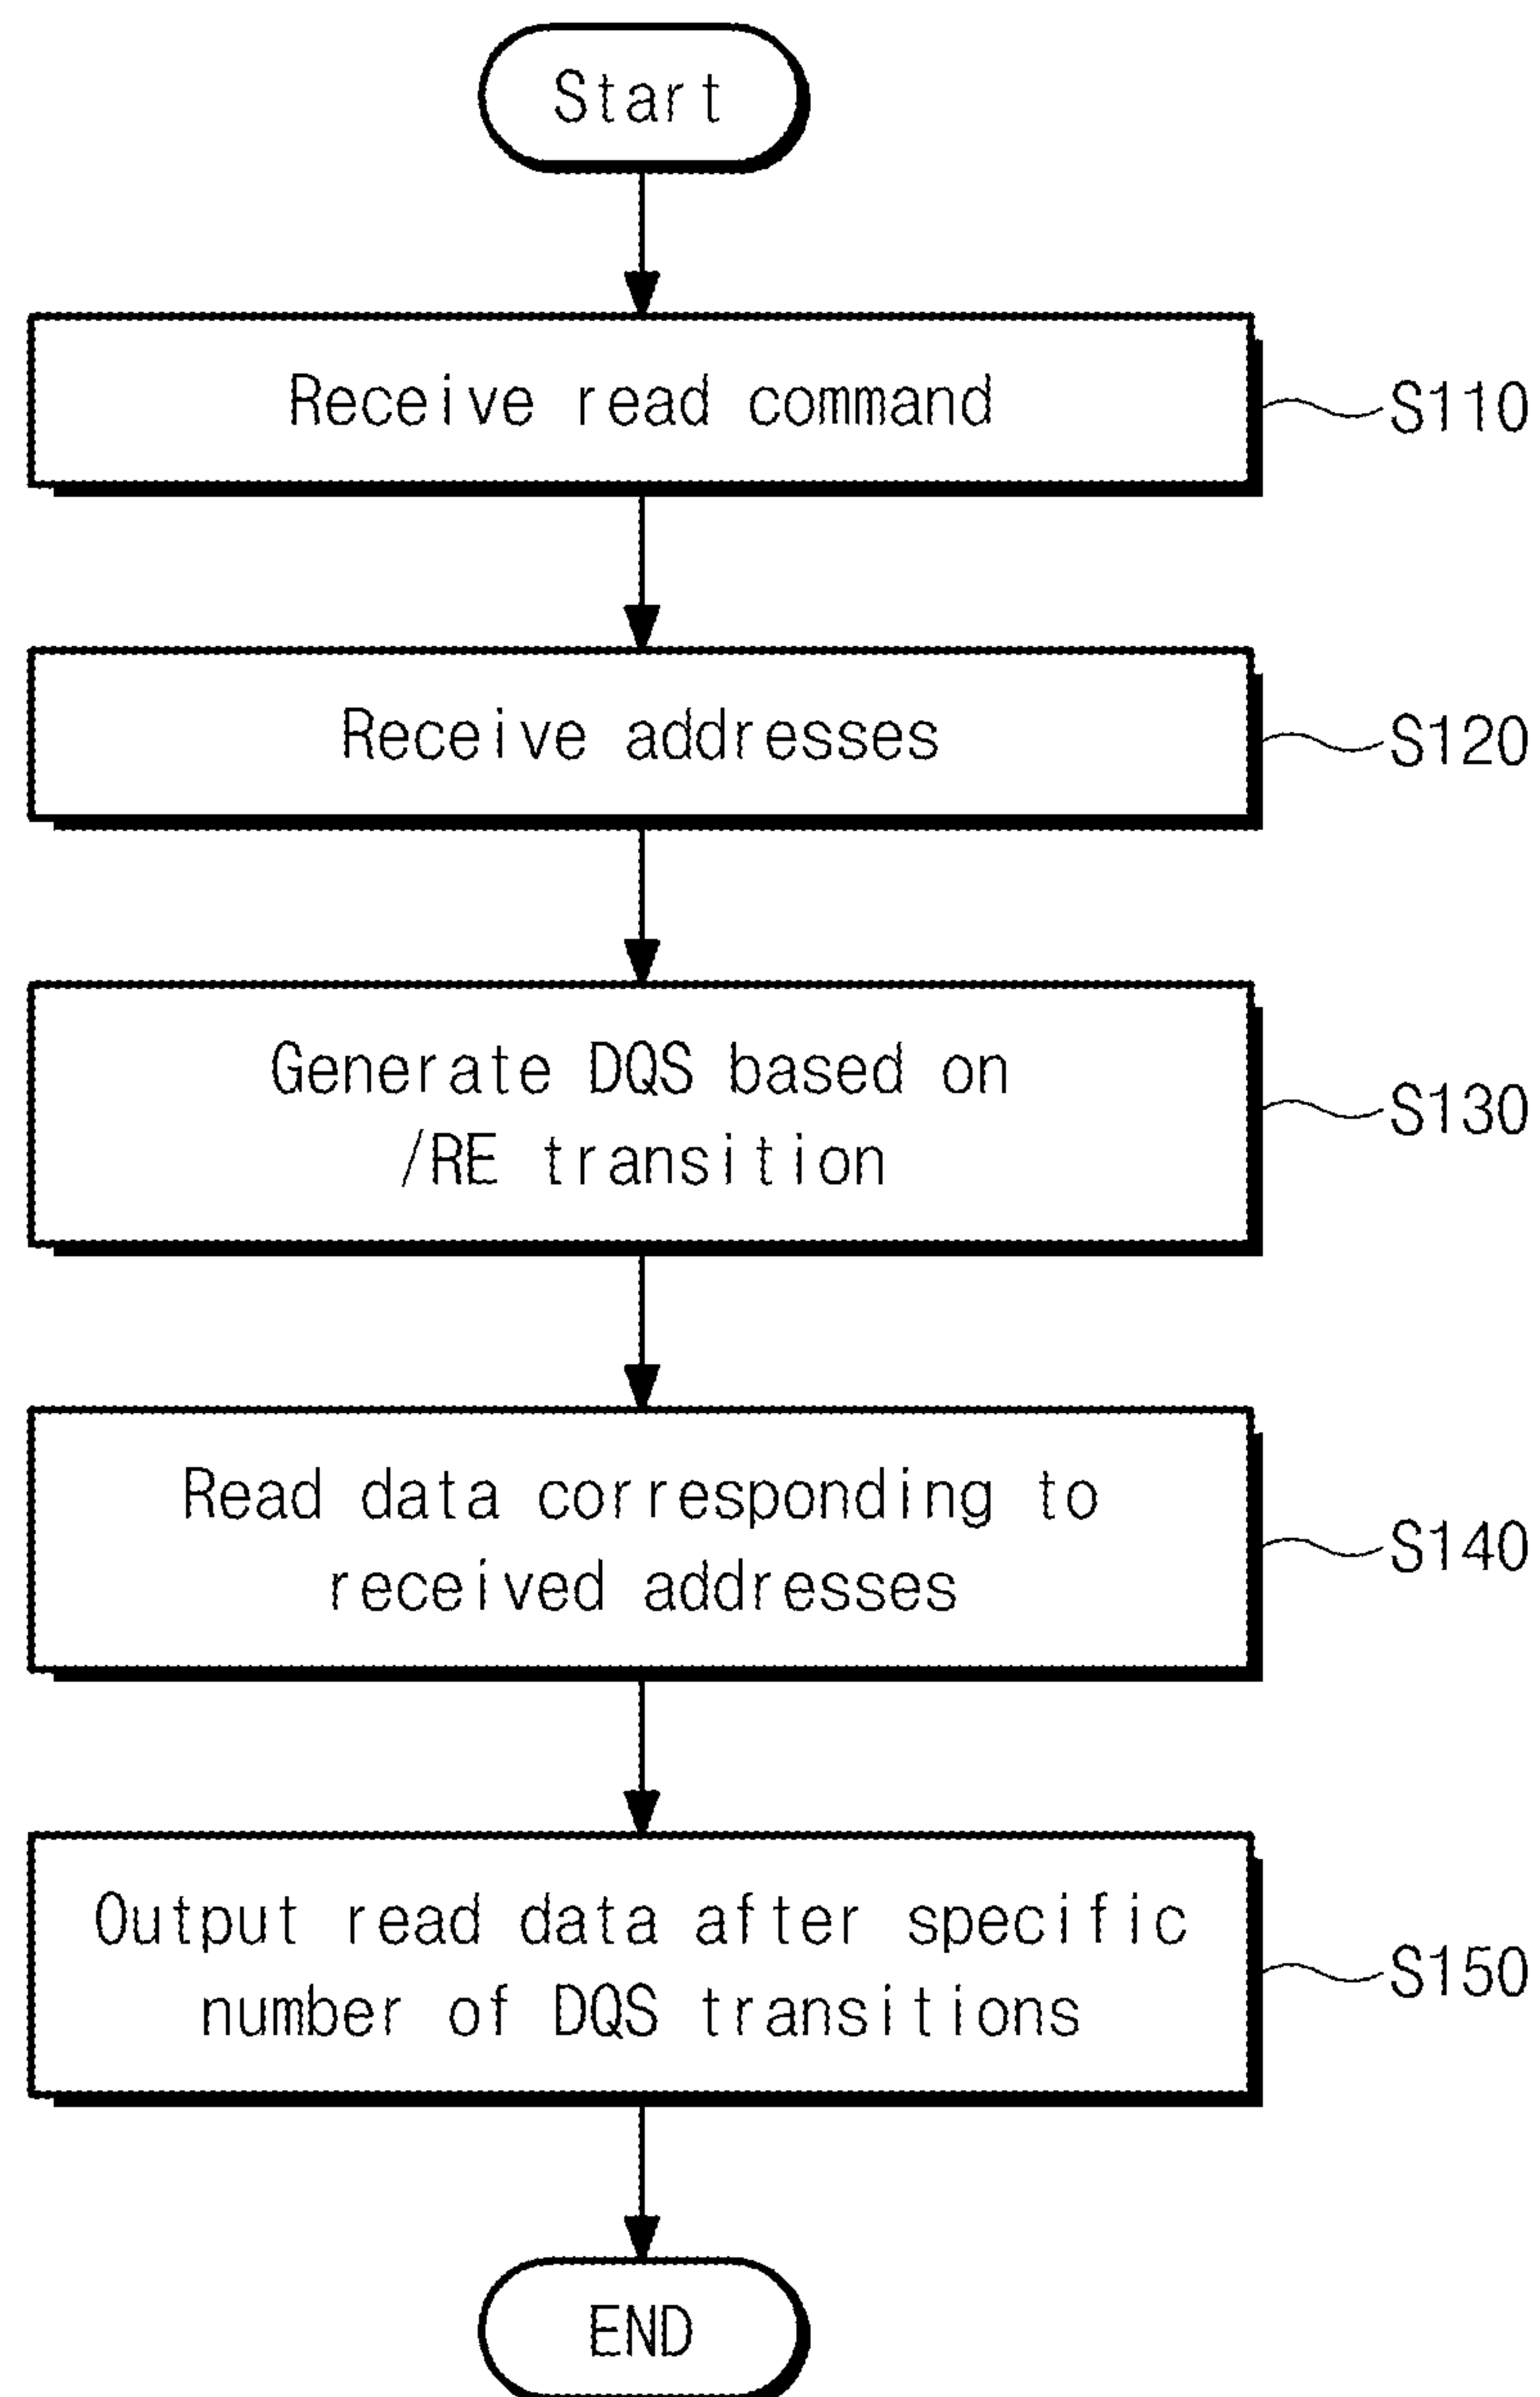 Start
Receive read command
S110
Receive addresses
S120
Generate DQS based on
/RE transition
S130
Read data corresponding to
received addresses
S140
Output read data after specific
number of DQS transitions
S150
END